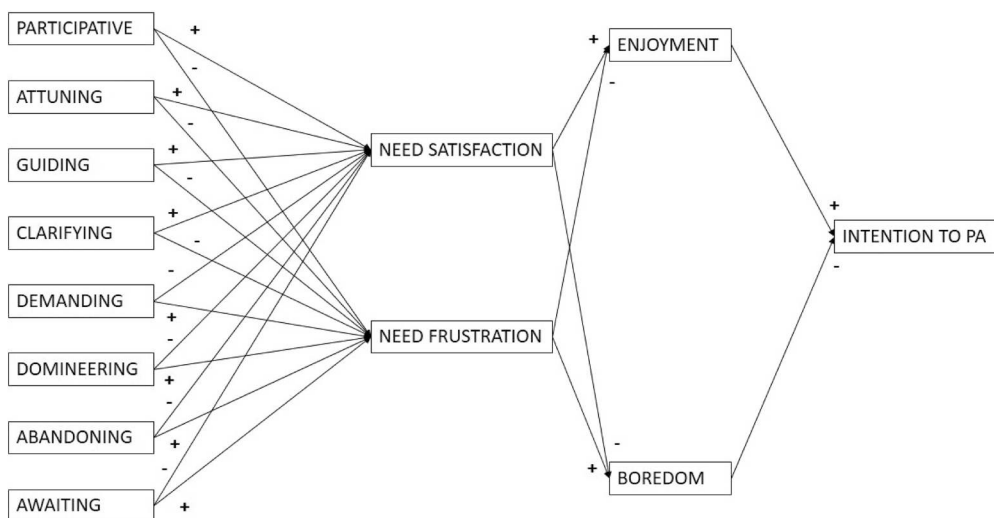 PARTICIPATIVE
+
-
ATTUNING
+
-
GUIDING
+
-
CLARIFYING
+
-
DEMANDING
-
+
DOMINEERING
-
+
ABANDONING
-
+
AWAITING
-
+
NEED SATISFACTION
NEED FRUSTRATION
+
ENJOYMENT
-
-
+
BOREDOM
+
INTENTION TO PA
-